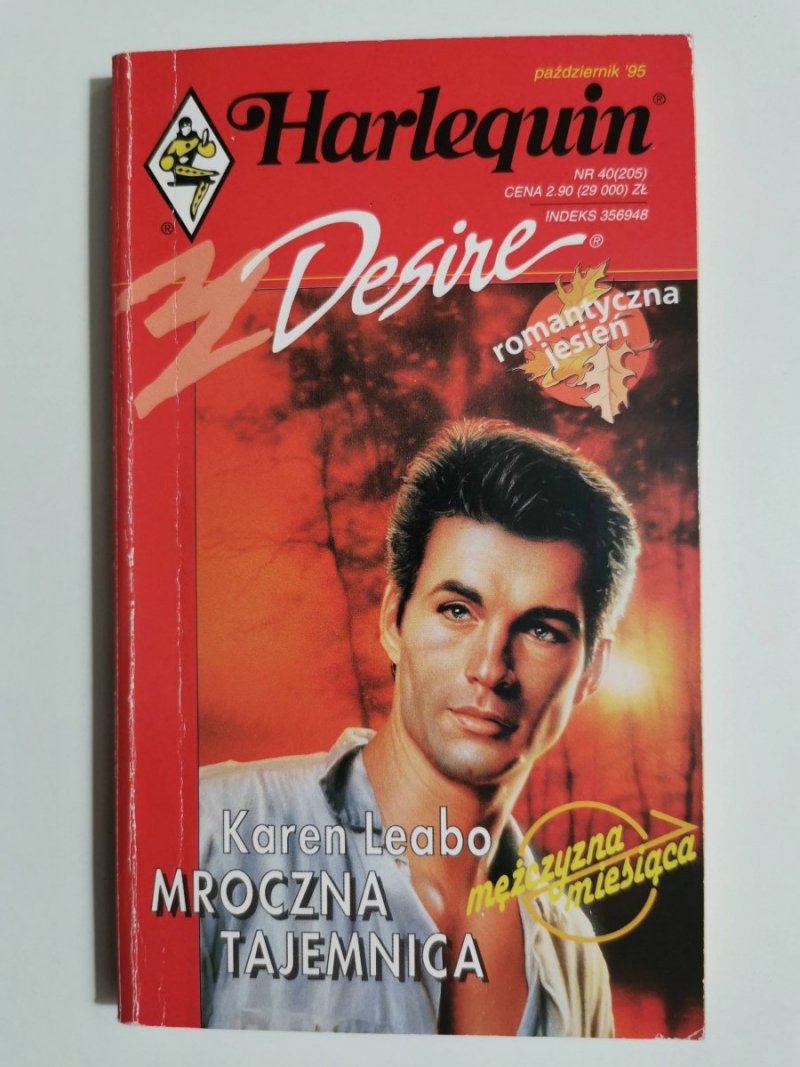 październik '95
Harlequin®
NR 40(205)
CENA 2.90 (29 000) ZŁ
INDEKS 356948
®
Desire®
romantyczna
jesień
Karen Leabo
MROCZNA
TAJEMNICA
mężczyzna
miesiąca